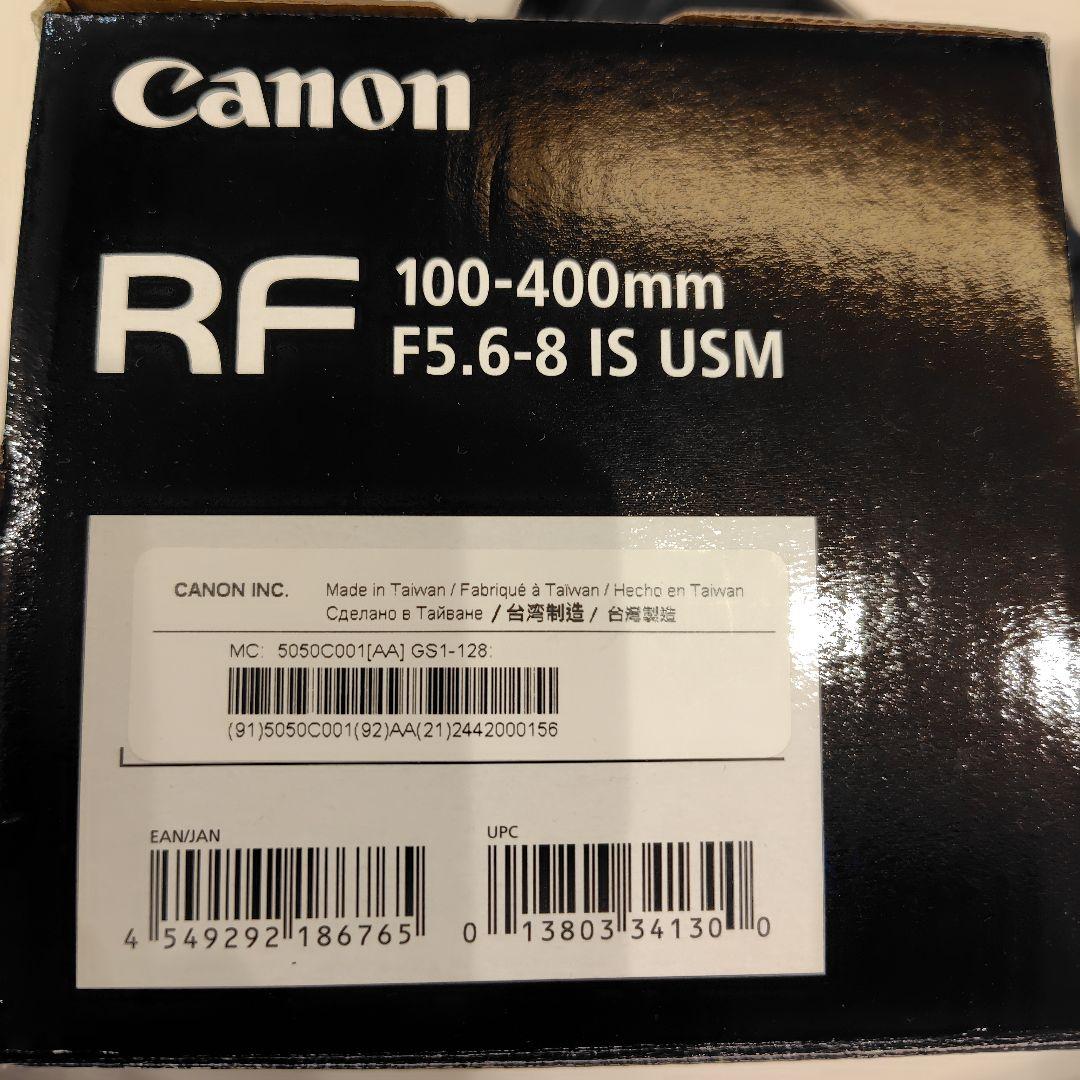 Canon
RF 100-400mm
F5.6-8 IS USM
CANON INC. Made in Taiwan / Fabriqué à Taïwan / Hecho en Taiwan
Сделано в Тайване / 台湾制造 / 台灣製造
MC: 5050C001[AA] GS1-128:
(91)5050C001(92)AA(21)2442000156
EAN/JAN UPC
4 549292 186765 0 13803 34130 0